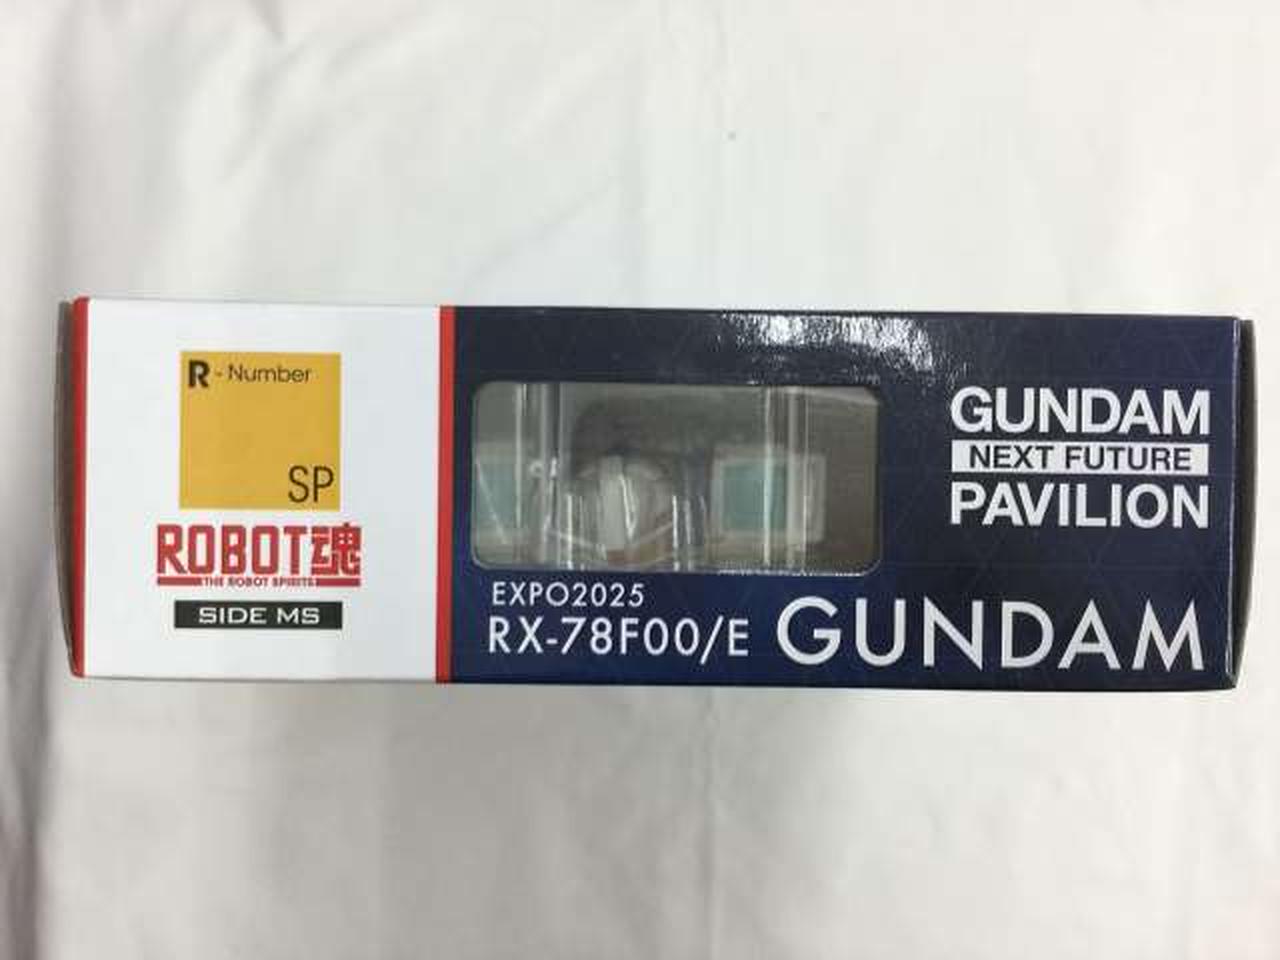 R - Number
SP
ROBOT魂
THE ROBOT SPIRITS
SIDE MS
GUNDAM
NEXT FUTURE
PAVILION
EXPO2025
RX-78F00/E GUNDAM